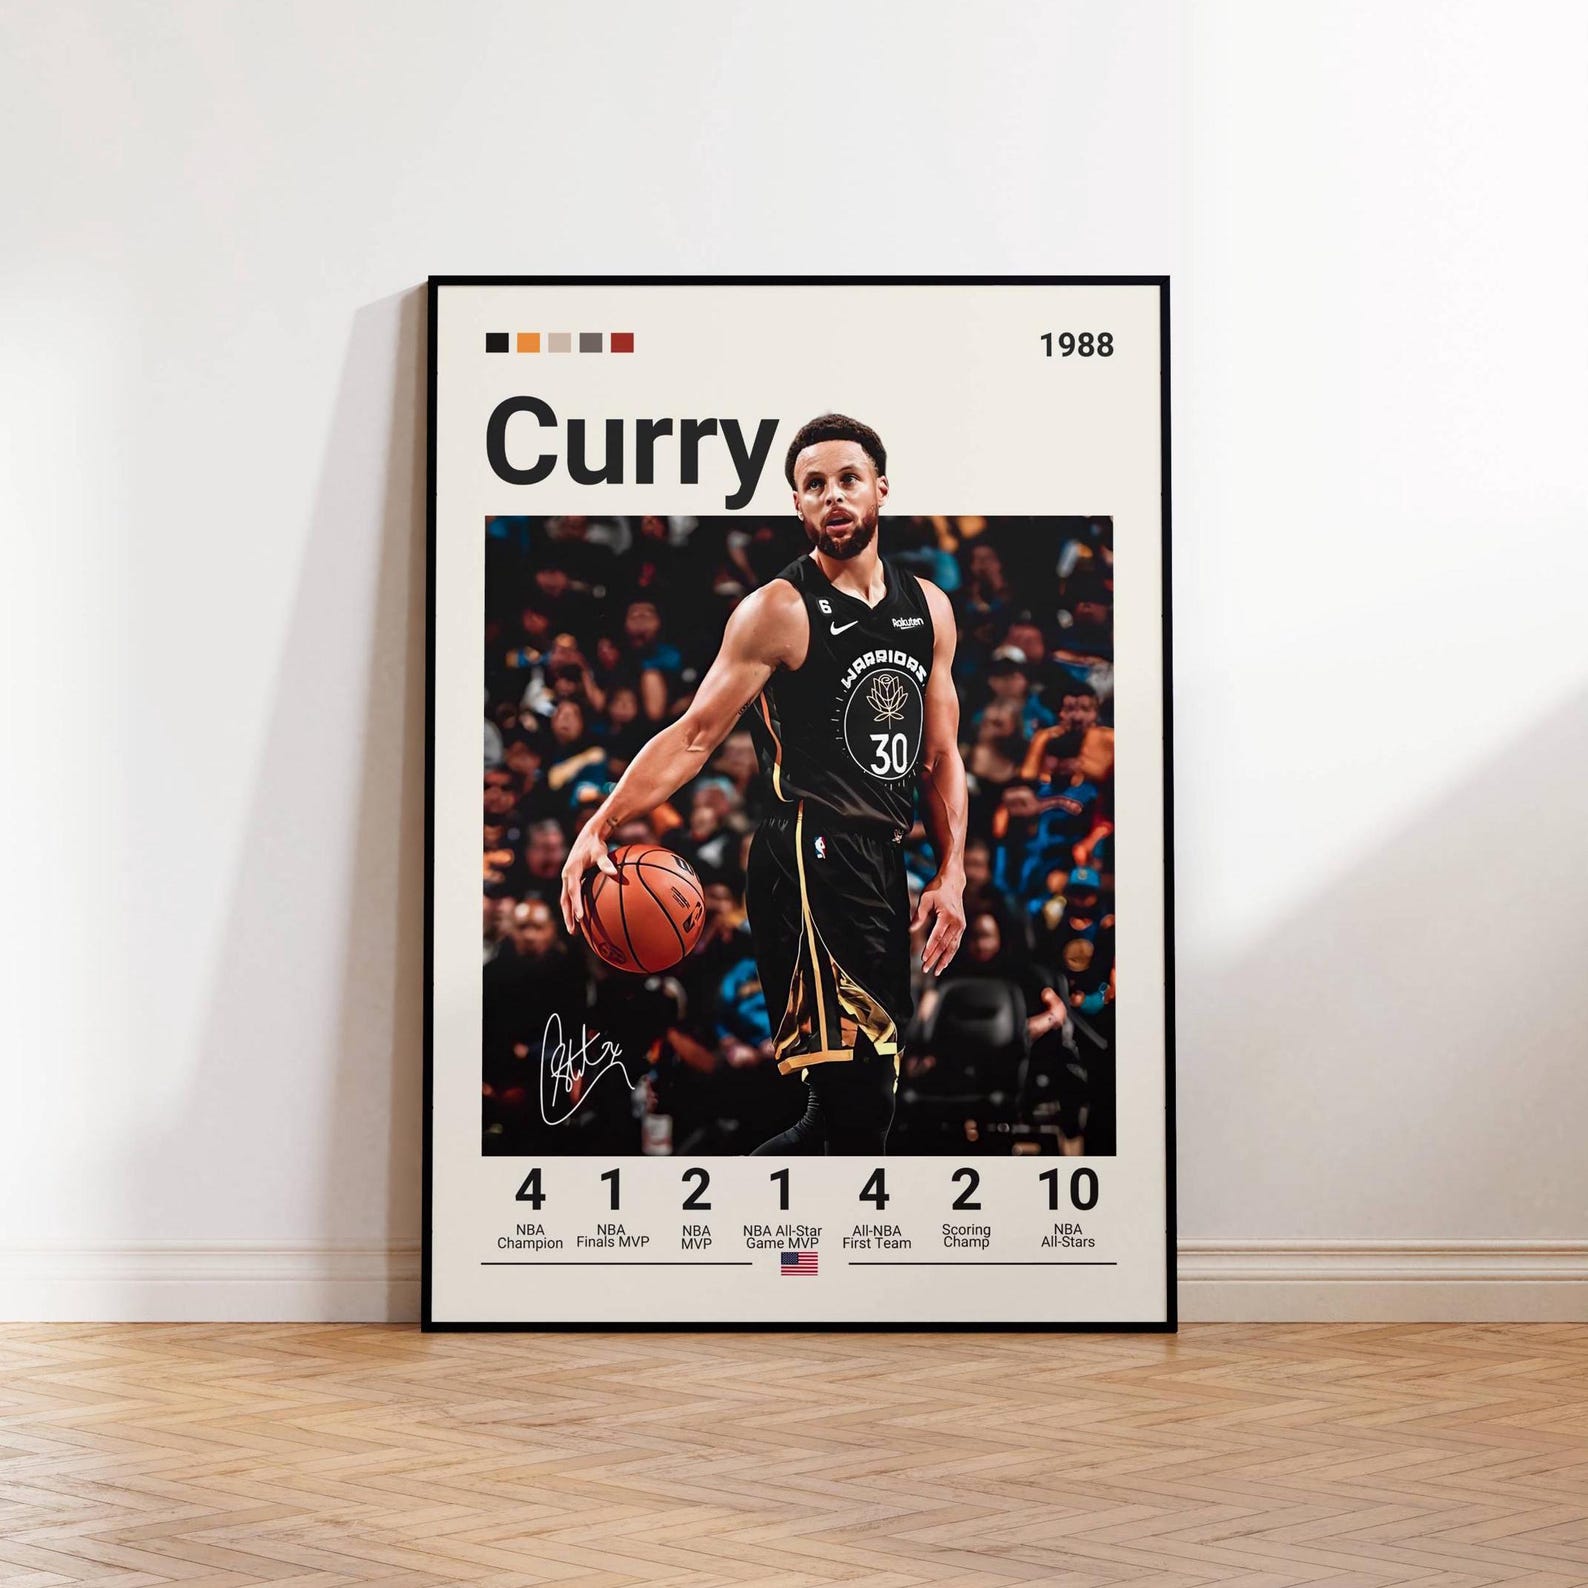 1988
Curry
6
Rakuten
WARRIORS
30
4 1 2 1 4 2 10
NBA Champion NBA Finals MVP NBA MVP NBA All-Star Game MVP All-NBA First Team Scoring Champ NBA All-Stars